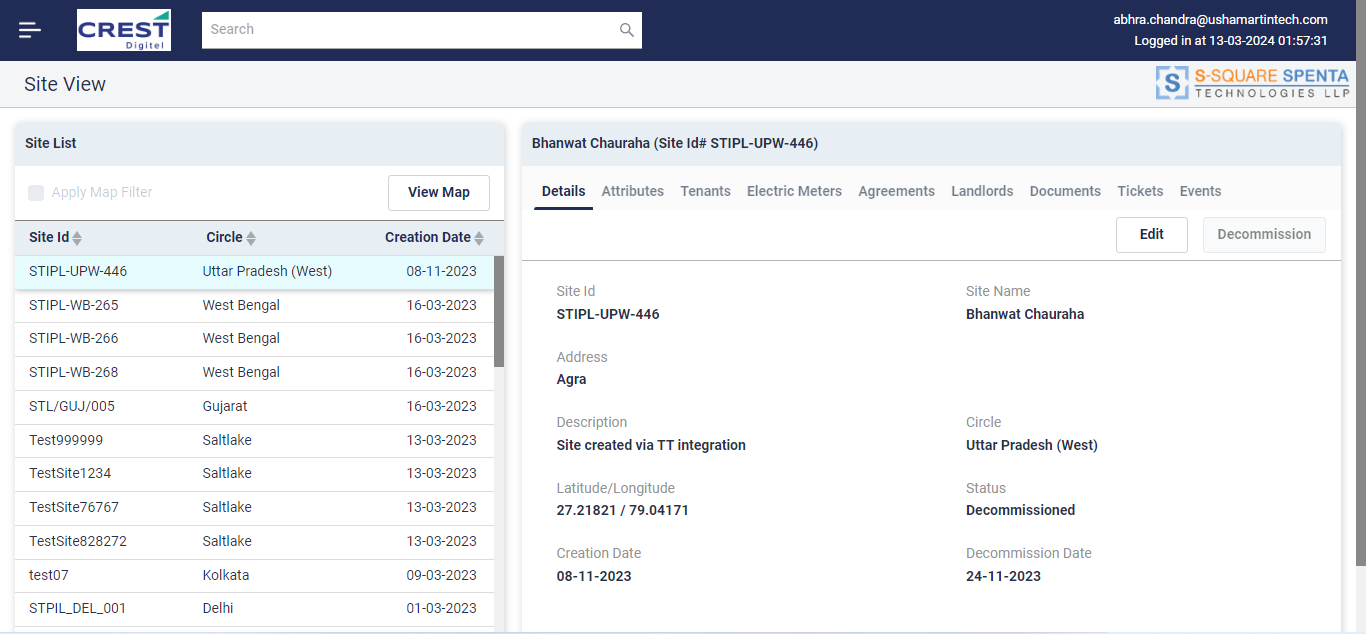 CREST
Digitel
Search
abhra.chandra@ushamartintech.com
Logged in at 13-03-2024 01:57:31
Site View
S
S-SQUARE SPENTA
TECHNOLOGIES LLP
Site List
Apply Map Filter
View Map
Site Id Circle Creation Date
STIPL-UPW-446 Uttar Pradesh (West) 08-11-2023
STIPL-WB-265 West Bengal 16-03-2023
STIPL-WB-266 West Bengal 16-03-2023
STIPL-WB-268 West Bengal 16-03-2023
STL/GUJ/005 Gujarat 16-03-2023
Test999999 Saltlake 13-03-2023
TestSite1234 Saltlake 13-03-2023
TestSite76767 Saltlake 13-03-2023
TestSite828272 Saltlake 13-03-2023
test07 Kolkata 09-03-2023
STPIL_DEL_001 Delhi 01-03-2023
Bhanwat Chauraha (Site Id# STIPL-UPW-446)
Details Attributes Tenants Electric Meters Agreements Landlords Documents Tickets Events
Edit Decommission
Site Id Site Name
STIPL-UPW-446 Bhanwat Chauraha
Address
Agra
Description Circle
Site created via TT integration Uttar Pradesh (West)
Latitude/Longitude Status
27.21821 / 79.04171 Decommissioned
Creation Date Decommission Date
08-11-2023 24-11-2023